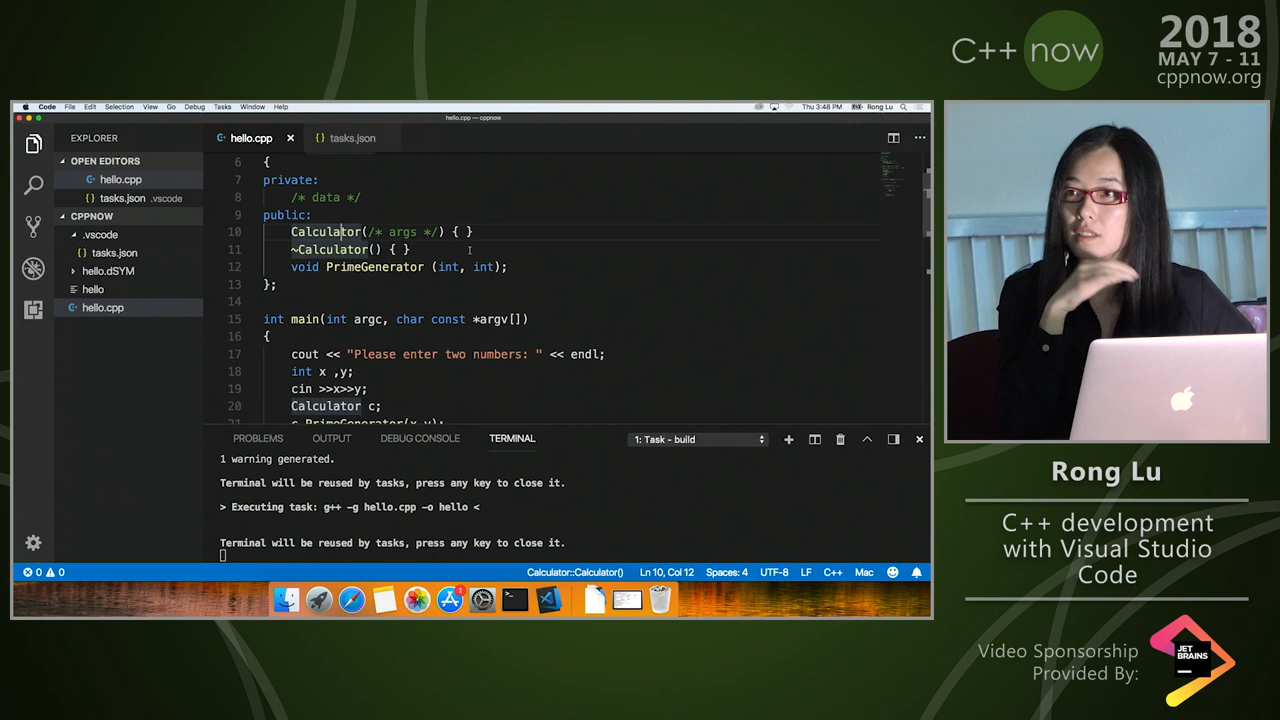 C++ now
2018
MAY 7 - 11
cppnow.org
Code File Edit Selection View Go Debug Tasks Window Help
Thu 3:48 PM Rong Lu
hello.cpp — cppnow
EXPLORER
OPEN EDITORS
hello.cpp
tasks.json .vscode
CPPNOW
.vscode
tasks.json
hello.dSYM
hello
hello.cpp
hello.cpp
{} tasks.json
6 {
7 private:
8 /* data */
9 public:
10 Calculator(/* args */) { }
11 ~Calculator() { }
12 void PrimeGenerator (int, int);
13 };
14
15 int main(int argc, char const *argv[])
16 {
17 cout << "Please enter two numbers: " << endl;
18 int x ,y;
19 cin >>x>>y;
20 Calculator c;
21 c.PrimeGenerator(x,y);
PROBLEMS OUTPUT DEBUG CONSOLE TERMINAL
1: Task - build
1 warning generated.
Terminal will be reused by tasks, press any key to close it.
> Executing task: g++ -g hello.cpp -o hello <
Terminal will be reused by tasks, press any key to close it.
0 0 Calculator::Calculator() Ln 10, Col 12 Spaces: 4 UTF-8 LF C++ Mac
Rong Lu
C++ development
with Visual Studio
Code
Video Sponsorship
Provided By:
JET
BRAINS